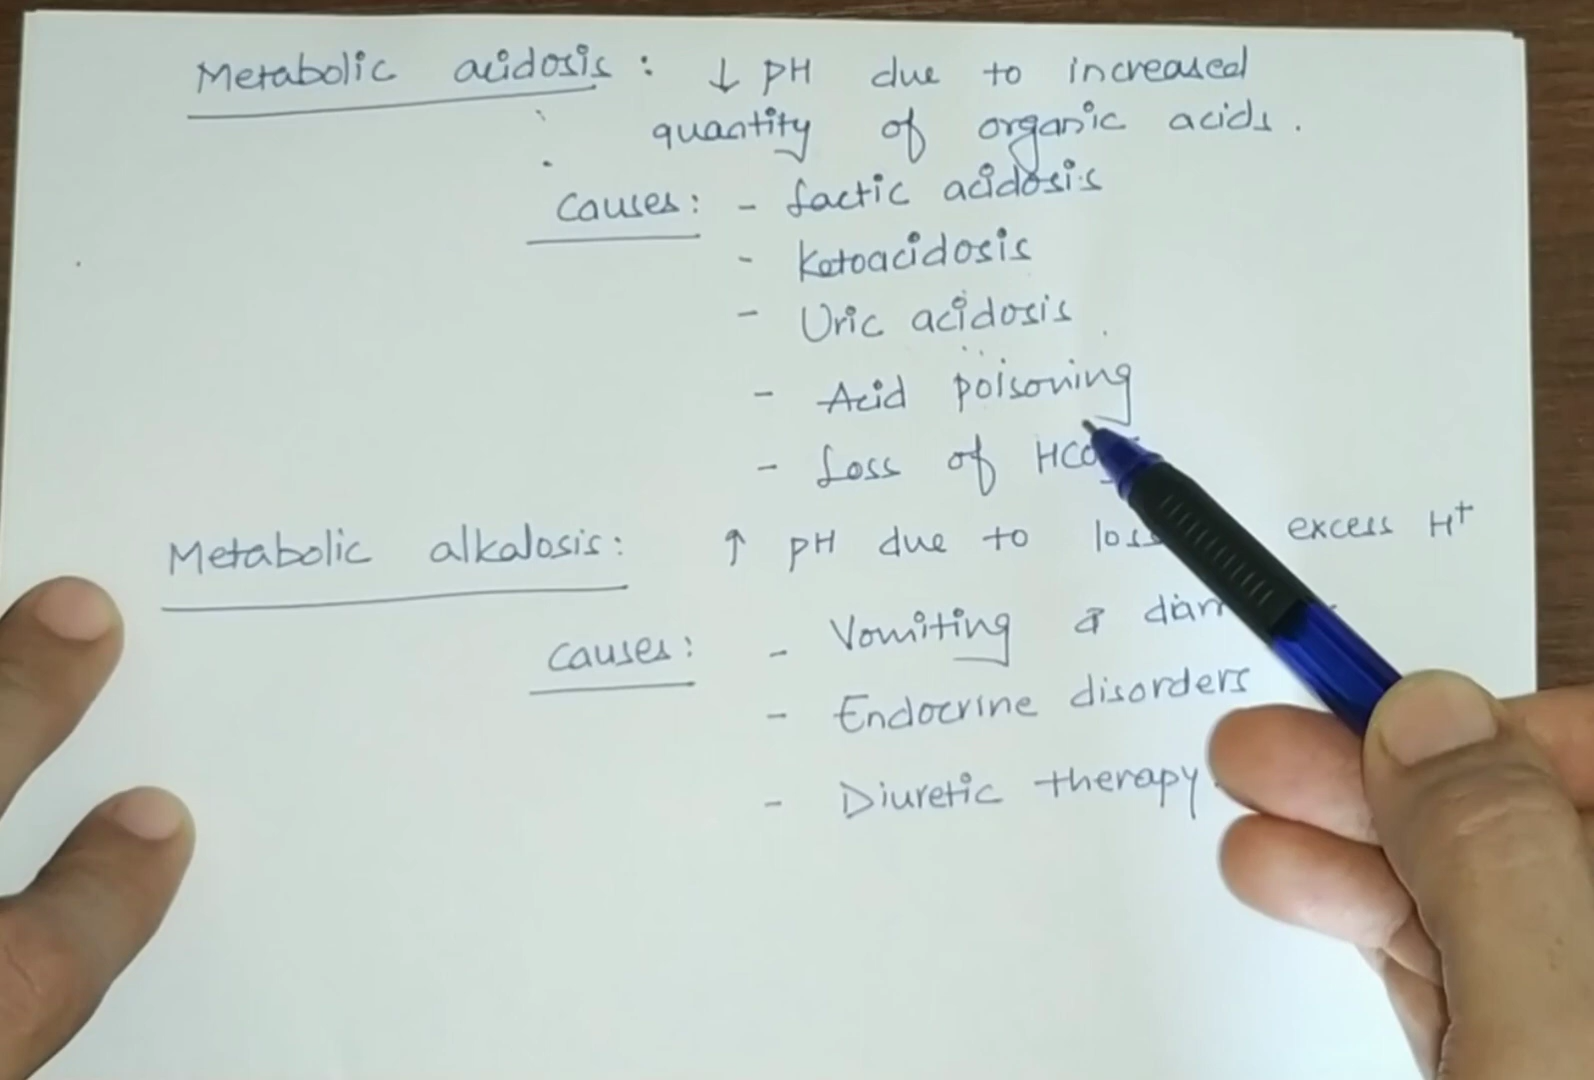 Metabolic acidosis : ↓ pH due to increased
quantity of organic acids.
Causes: - Lactic acidosis
- Ketoacidosis
- Uric acidosis
- Acid poisoning
- Loss of HCO
Metabolic alkalosis: ↑ pH due to excess H+
Causes: - Vomiting
- Endocrine disorders
- Diuretic therapy